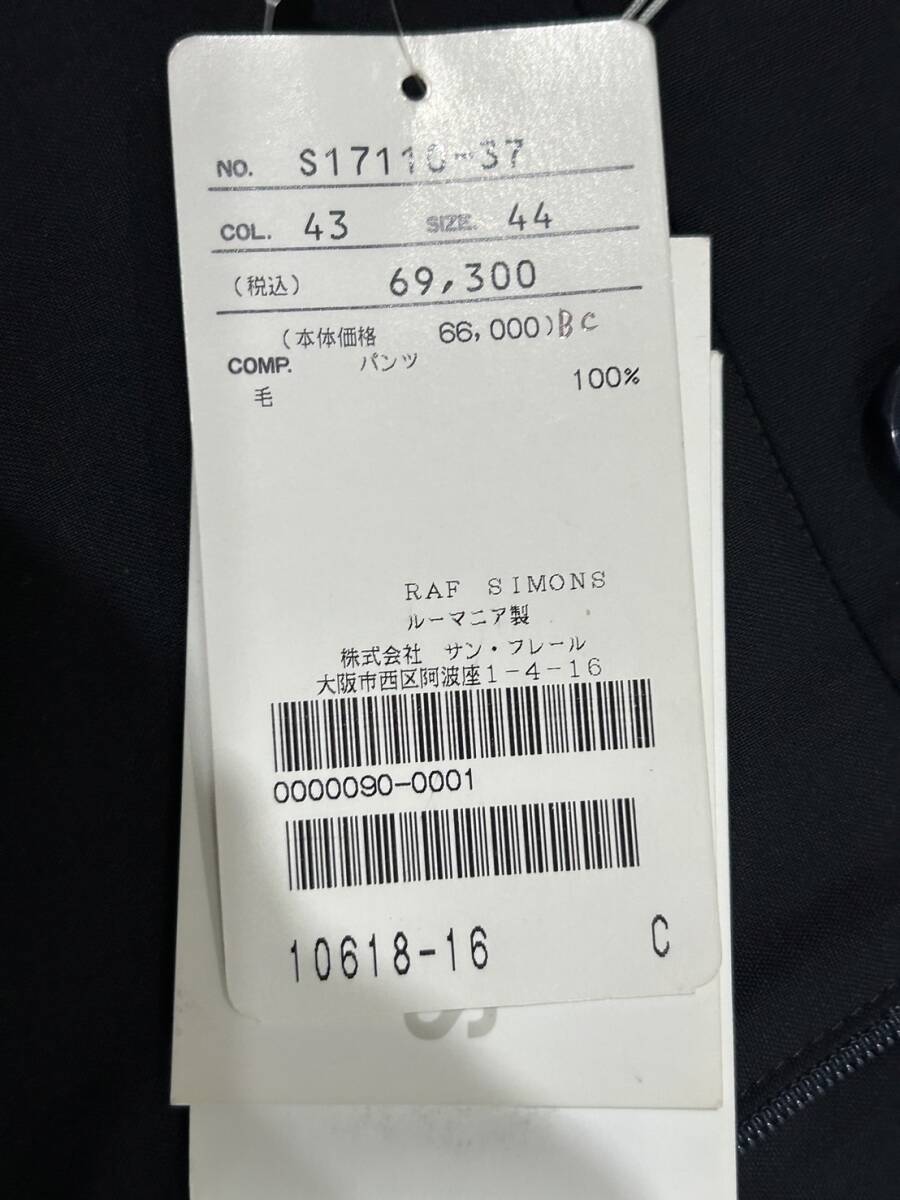 NO. S17110-37
COL. 43 SIZE. 44
(税込) 69,300
(本体価格 66,000)BC
COMP. パンツ
毛 100%
RAF SIMONS
ルーマニア製
株式会社 サン・フレール
大阪市西区阿波座1-4-16
0000090-0001
10618-16 C
S